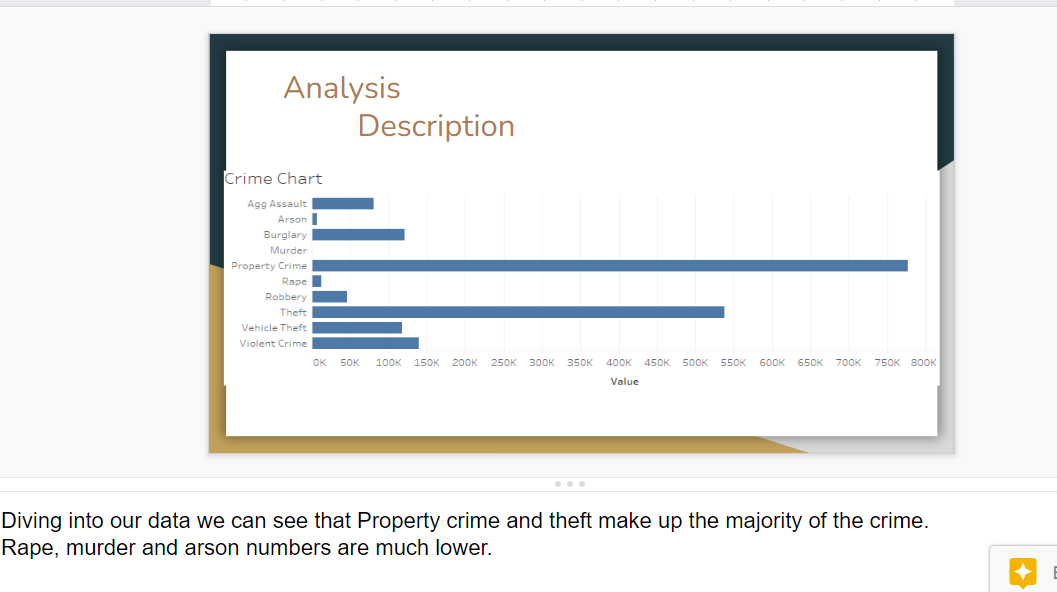 Analysis
Description
Crime Chart
Agg Assault
Arson
Burglary
Murder
Property Crime
Rape
Robbery
Theft
Vehicle Theft
Violent Crime
0K 50K 100K 150K 200K 250K 300K 350K 400K 450K 500K 550K 600K 650K 700K 750K 800K
Value
Diving into our data we can see that Property crime and theft make up the majority of the crime.
Rape, murder and arson numbers are much lower.